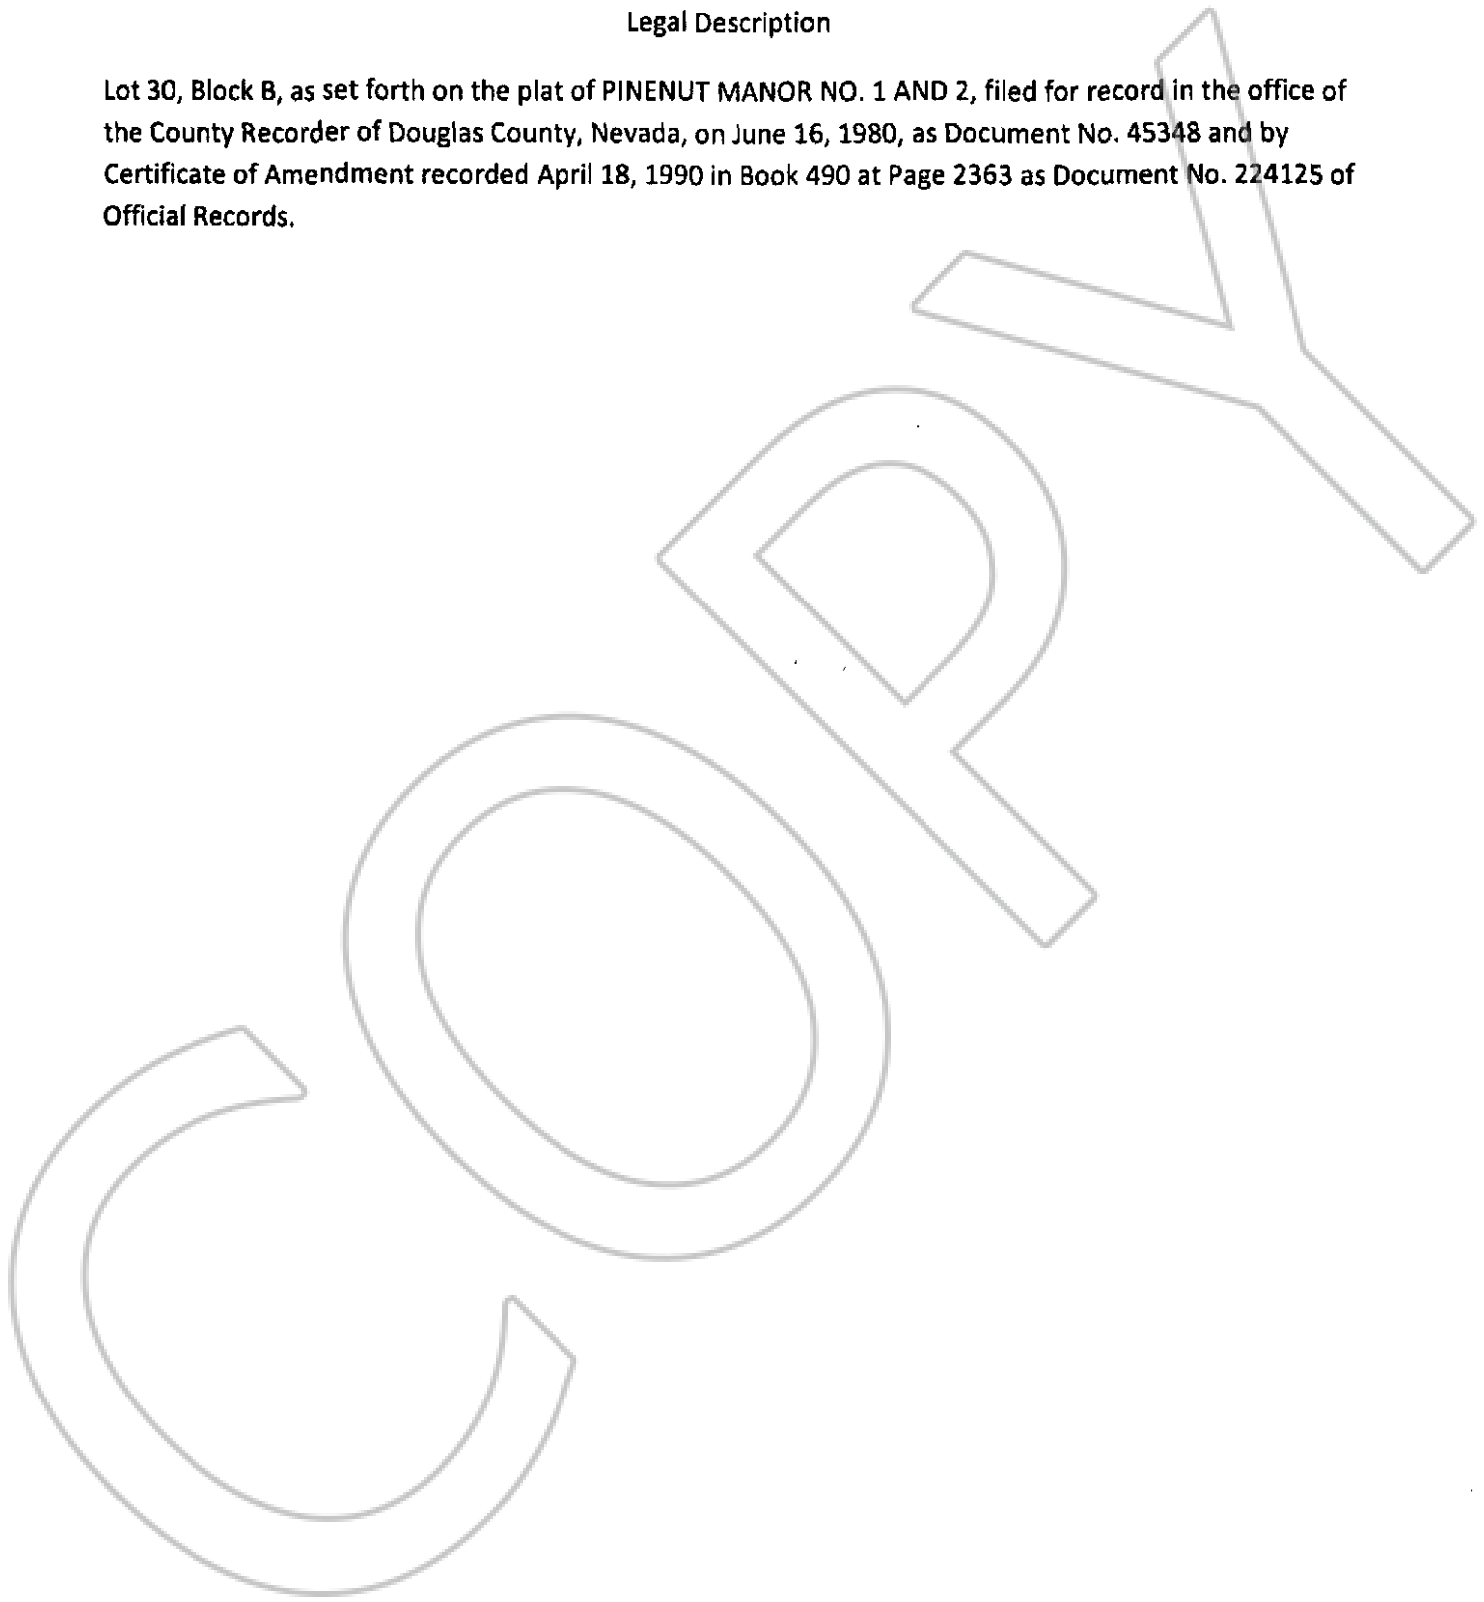 Legal Description
Lot 30, Block B, as set forth on the plat of PINENUT MANOR NO. 1 AND 2, filed for record in the office of
the County Recorder of Douglas County, Nevada, on June 16, 1980, as Document No. 45348 and by
Certificate of Amendment recorded April 18, 1990 in Book 490 at Page 2363 as Document No. 224125 of
Official Records.
COPY